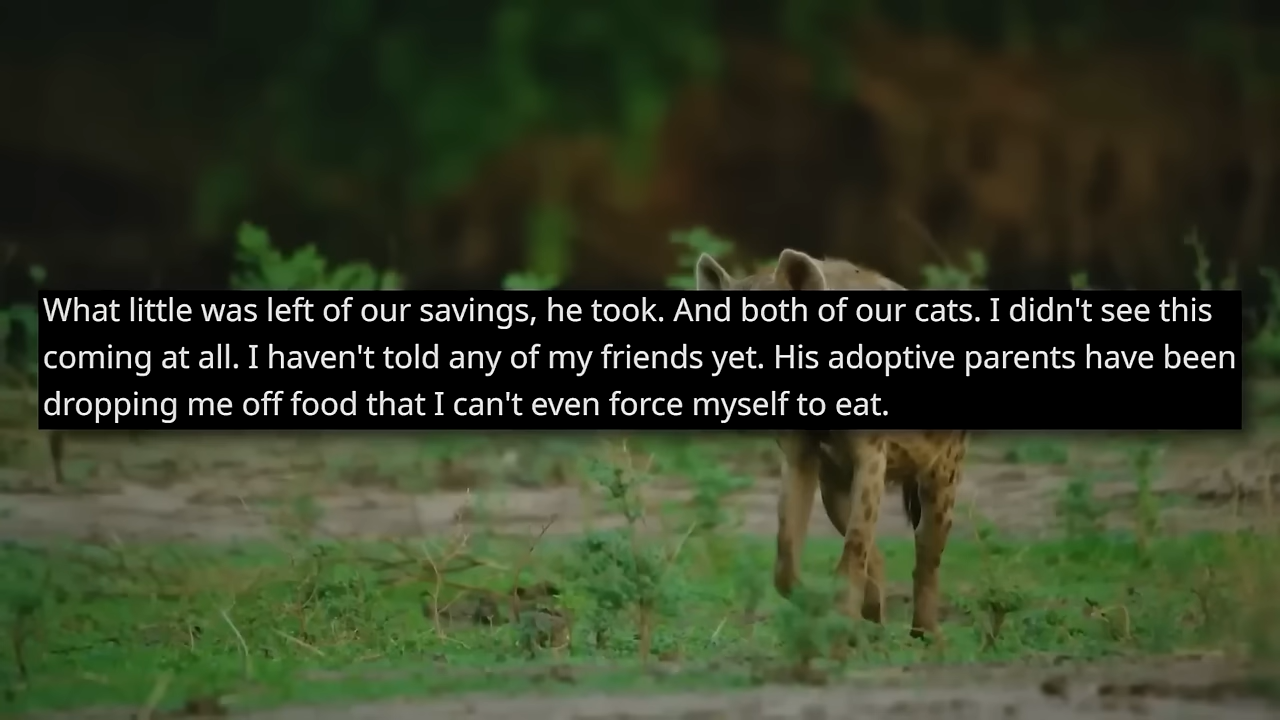 What little was left of our savings, he took. And both of our cats. I didn't see this
coming at all. I haven't told any of my friends yet. His adoptive parents have been
dropping me off food that I can't even force myself to eat.